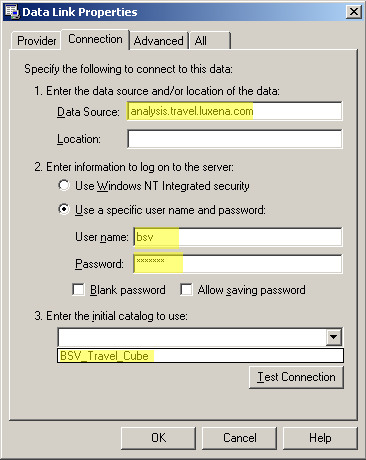 Data Link Properties
Provider Connection Advanced All
Specify the following to connect to this data:
1. Enter the data source and/or location of the data:
Data Source: analysis.travel.luxena.com
Location:
2. Enter information to log on to the server:
Use Windows NT Integrated security
Use a specific user name and password:
User name: bsv
Password: *******
Blank password Allow saving password
3. Enter the initial catalog to use:
BSV_Travel_Cube
Test Connection
OK Cancel Help